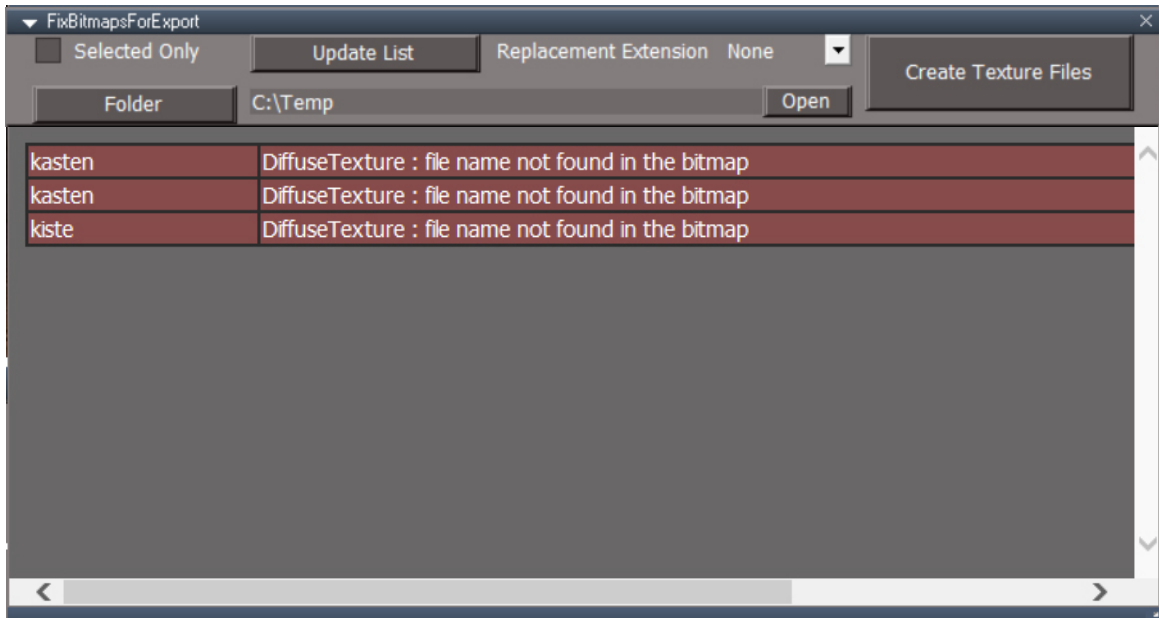 FixBitmapsForExport
Selected Only Update List Replacement Extension None Create Texture Files
Folder C:\Temp Open
kasten DiffuseTexture : file name not found in the bitmap
kasten DiffuseTexture : file name not found in the bitmap
kiste DiffuseTexture : file name not found in the bitmap